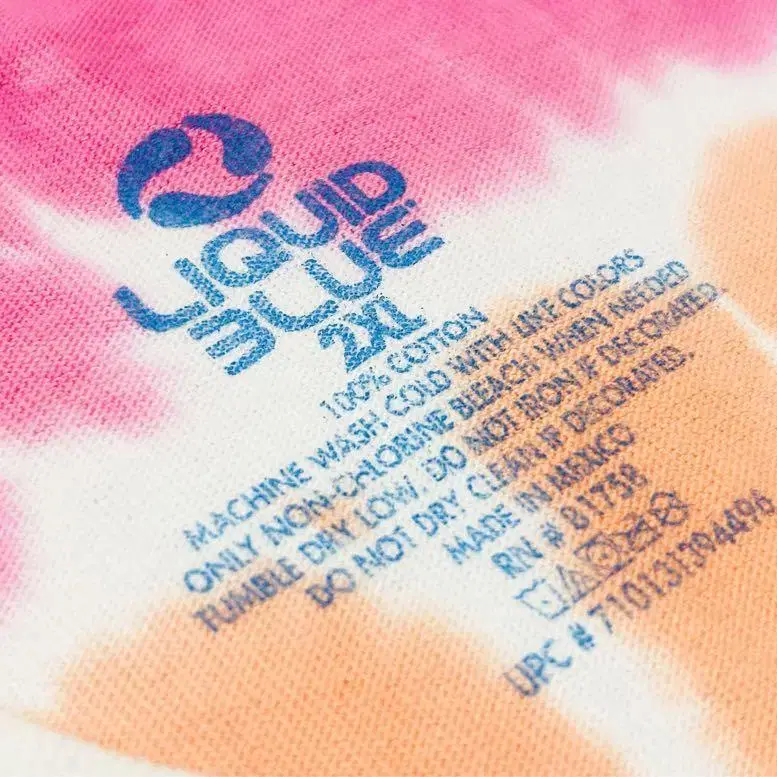 LIQUID
BLUE
2XL
100% COTTON
MACHINE WASH COLD WITH LIKE COLORS
ONLY NON-CHLORINE BLEACH WHEN NEEDED
TUMBLE DRY LOW. DO NOT IRON IF DECORATED.
DO NOT DRY CLEAN IF DECORATED.
MADE IN MEXICO
RN # 81758
UPC # 710131394496